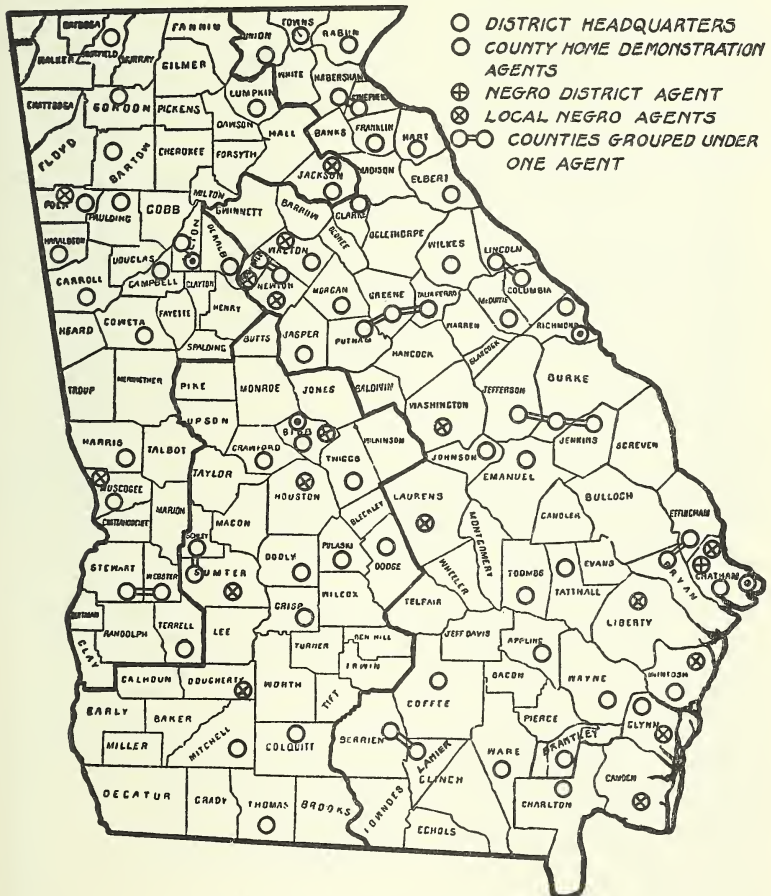 DISTRICT HEADQUARTERS
COUNTY HOME DEMONSTRATION
AGENTS
NEGRO DISTRICT AGENT
LOCAL NEGRO AGENTS
COUNTIES GROUPED UNDER
ONE AGENT
FANNIN
UNION
TOWNS
RABUN
WALKER
MURRAY
GILMER
WHITE
HABERSHAM
STEPHENS
LUMPKIN
CHATTOOGA
GORDON
PICKENS
DAWSON
HALL
BANKS
FRANKLIN
HART
FLOYD
BARTOW
CHEROKEE
FORSYTH
JACKSON
MADISON
ELBERT
POLK
PAULDING
COBB
MILTON
GWINNETT
BARROW
CLARKE
OCONEE
OGLETHORPE
HARALSON
DOUGLAS
DEKALB
WALTON
WILKES
LINCOLN
CARROLL
CAMPBELL
CLAYTON
NEWTON
MORGAN
GREENE
TALIAFERRO
COLUMBIA
HEARD
COWETA
FAYETTE
HENRY
SPALDING
BUTTS
JASPER
PUTNAM
HANCOCK
WARREN
RICHMOND
TROUP
MERIWETHER
PIKE
MONROE
JONES
BALDWIN
WASHINGTON
JEFFERSON
BURKE
HARRIS
TALBOT
UPSON
CRAWFORD
BIBB
TWIGGS
WILKINSON
JOHNSON
EMANUEL
JENKINS
SCREVEN
MUSCOGEE
MARION
TAYLOR
MACON
HOUSTON
BLECKLEY
LAURENS
MONTGOMERY
CANDLER
BULLOCH
EFFINGHAM
STEWART
WEBSTER
SCHLEY
SUMTER
DOOLY
PULASKI
DODGE
WHEELER
TOOMBS
TATTNALL
EVANS
BRYAN
CHATHAM
RANDOLPH
TERRELL
LEE
CRISP
WILCOX
TELFAIR
LIBERTY
CLAY
CALHOUN
DOUGHERTY
WORTH
TURNER
BEN HILL
IRWIN
JEFF DAVIS
APPLING
WAYNE
McINTOSH
EARLY
BAKER
MITCHELL
TIFT
COFFEE
BACON
PIERCE
GLYNN
MILLER
COLQUITT
BERRIEN
LANIER
WARE
BRANTLEY
CAMDEN
DECATUR
GRADY
THOMAS
BROOKS
LOWNDES
CLINCH
ECHOLS
CHARLTON